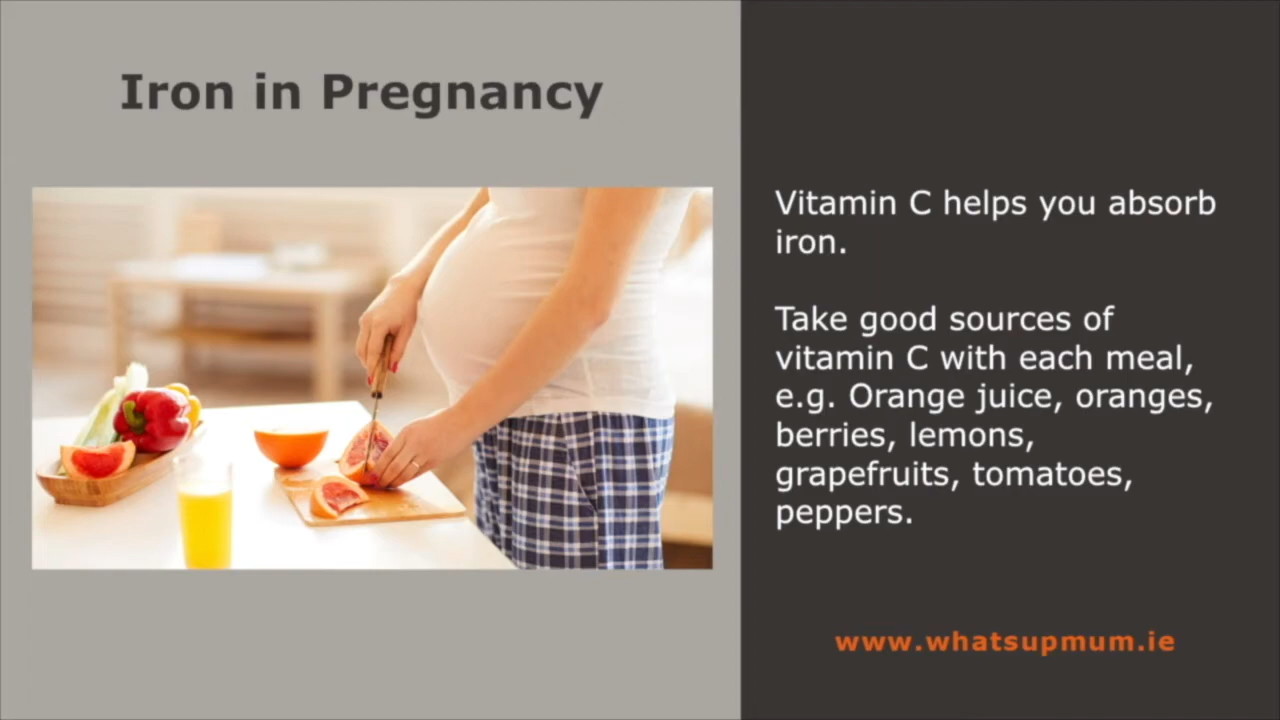 Iron in Pregnancy
Vitamin C helps you absorb
iron.
Take good sources of
vitamin C with each meal,
e.g. Orange juice, oranges,
berries, lemons,
grapefruits, tomatoes,
peppers.
www.whatsupmum.ie